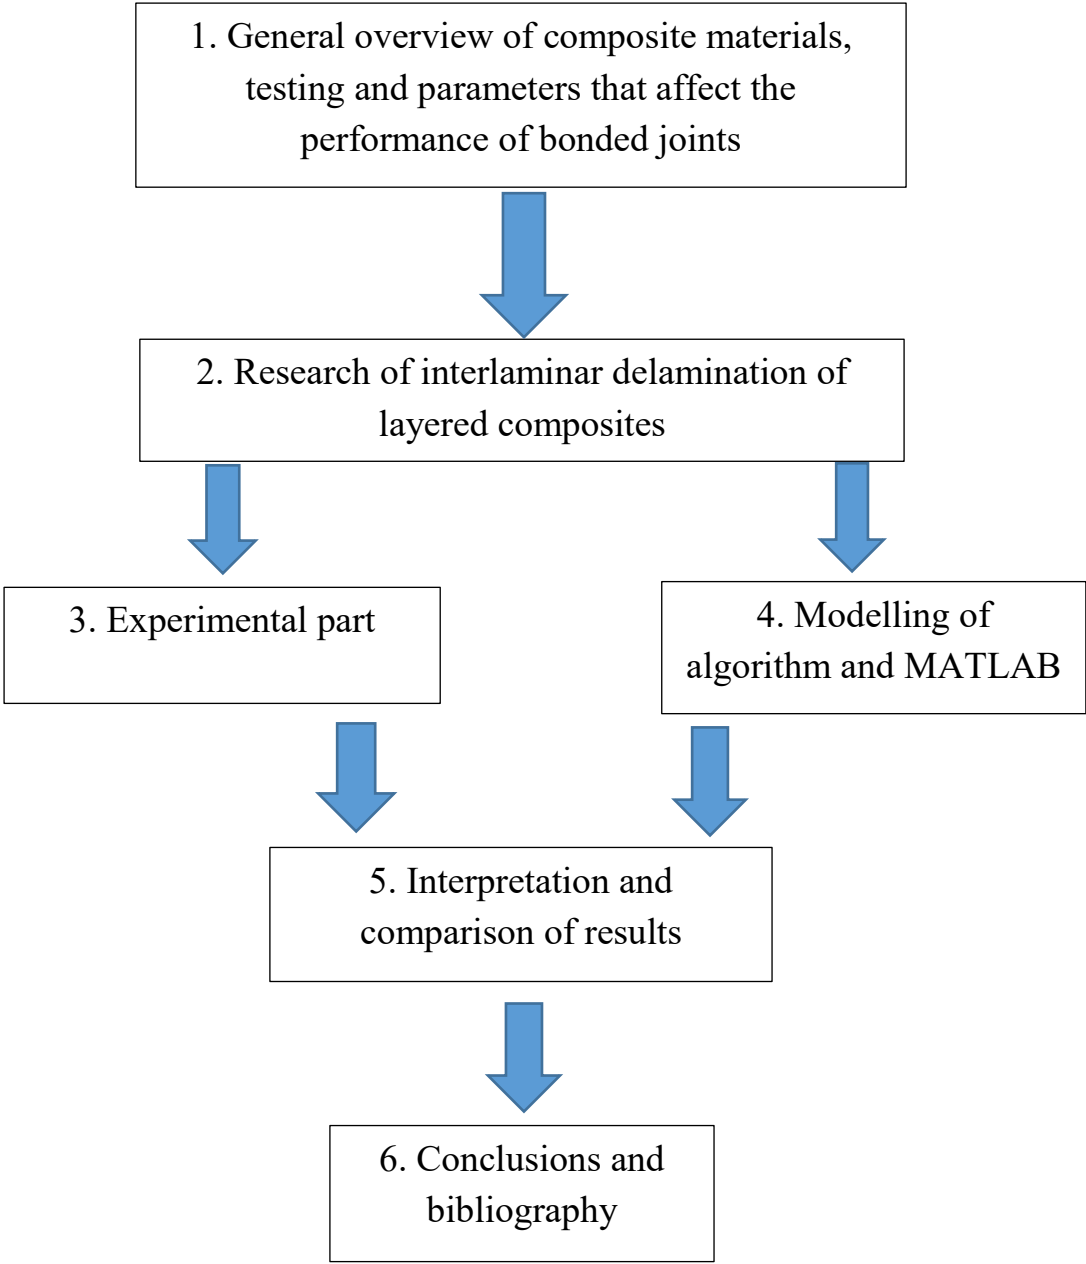 1. General overview of composite materials,
testing and parameters that affect the
performance of bonded joints
2. Research of interlaminar delamination of
layered composites
3. Experimental part
4. Modelling of
algorithm and MATLAB
5. Interpretation and
comparison of results
6. Conclusions and
bibliography